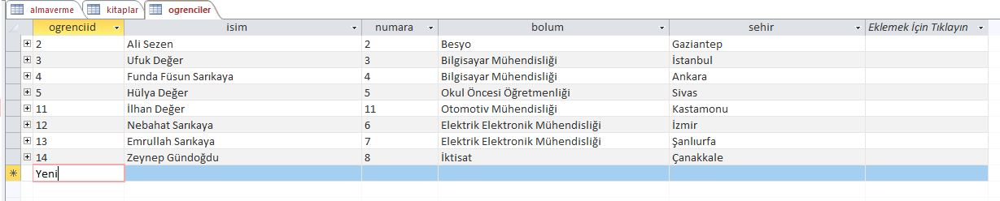 almaverme kitaplar ogrenciler
ogrenciid isim numara bolum sehir Eklemek İçin Tıklayın
2 Ali Sezen 2 Besyo Gaziantep
3 Ufuk Değer 3 Bilgisayar Mühendisliği İstanbul
4 Funda Füsun Sarıkaya 4 Bilgisayar Mühendisliği Ankara
5 Hülya Değer 5 Okul Öncesi Öğretmenliği Sivas
11 İlhan Değer 11 Otomotiv Mühendisliği Kastamonu
12 Nebahat Sarıkaya 6 Elektrik Elektronik Mühendisliği İzmir
13 Emrullah Sarıkaya 7 Elektrik Elektronik Mühendisliği Şanlıurfa
14 Zeynep Gündoğdu 8 İktisat Çanakkale
Yeni